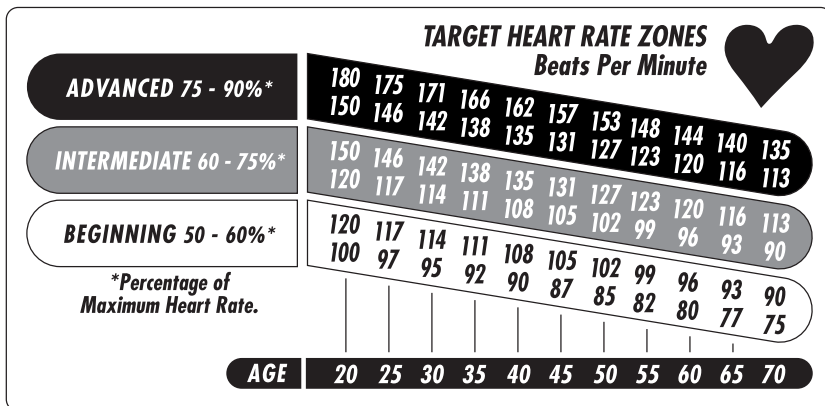 TARGET HEART RATE ZONES
Beats Per Minute
ADVANCED 75 - 90%*
180 175 171 166 162 157 153 148 144 140 135
150 146 142 138 135 131 127 123 120 116 113
INTERMEDIATE 60 - 75%*
150 146 142 138 135 131 127 123 120 116 113
120 117 114 111 108 105 102 99 96 93 90
BEGINNING 50 - 60%*
120 117 114 111 108 105 102 99 96 93 90
100 97 95 92 90 87 85 82 80 77 75
*Percentage of
Maximum Heart Rate.
AGE 20 25 30 35 40 45 50 55 60 65 70